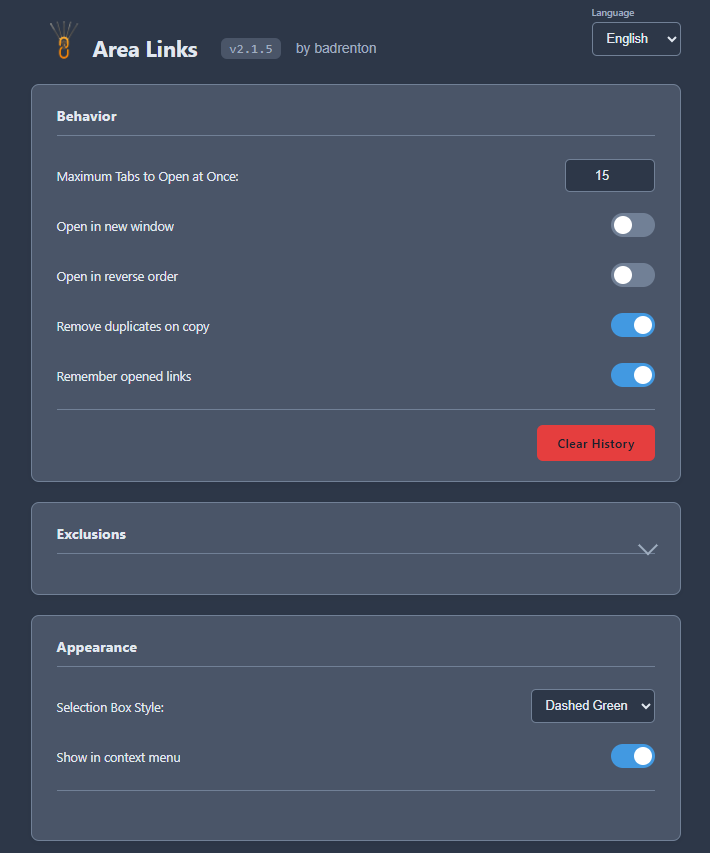 Language
English
Area Links v2.1.5 by badrenton
Behavior
Maximum Tabs to Open at Once: 15
Open in new window
Open in reverse order
Remove duplicates on copy
Remember opened links
Clear History
Exclusions
Appearance
Selection Box Style: Dashed Green
Show in context menu